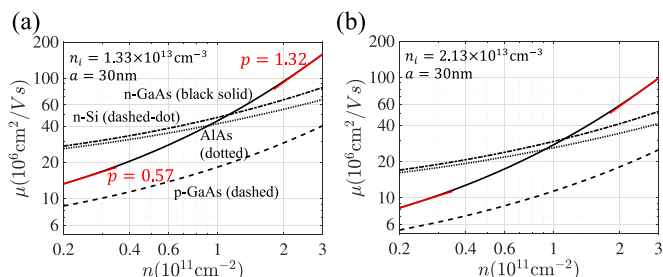 (a)
n_i = 1.33×10^13 cm^-3
a = 30nm
p = 1.32
n-GaAs (black solid)
n-Si (dashed-dot)
AlAs
(dotted)
p = 0.57
p-GaAs (dashed)
μ(10^6 cm^2/Vs)
200
100
60
40
20
10
6
0.2
0.4 0.6
1
2
3
n(10^11 cm^-2)
(b)
n_i = 2.13×10^13 cm^-3
a = 30nm
μ(10^6 cm^2/Vs)
200
100
60
40
20
10
6
0.2
0.4 0.6
1
2
3
n(10^11 cm^-2)